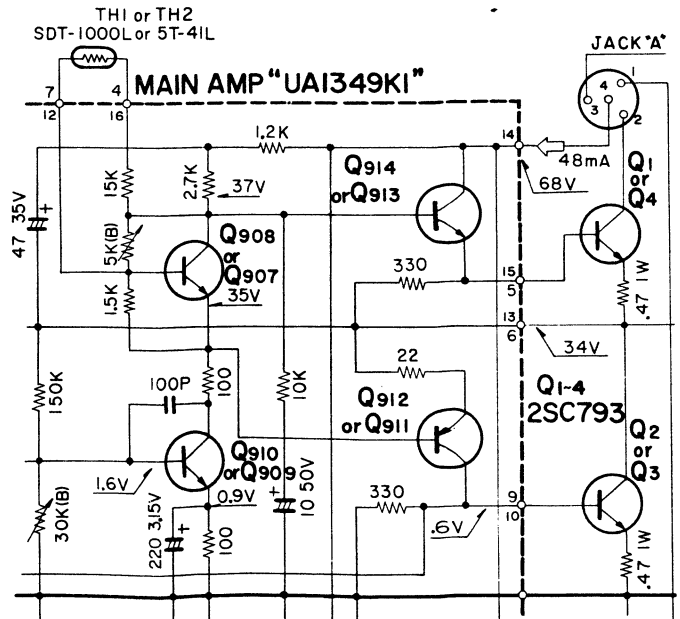 TH1 or TH2
SDT-1000L or 5T-41L
JACK "A"
MAIN AMP "UA1349K1"
7
4
12
16
1
4
3
2
1.2K
14
48mA
Q914
or Q913
Q1
or
Q4
15K
2.7K
37V
68V
35V
47
+
5K(B)
Q908
or
Q907
330
15
5
.47 1W
1.5K
35V
13
6
34V
150K
100P
100
10K
22
Q912
or Q911
Q1~4
2SC793
Q910
or Q909
Q2
or
Q3
1.6V
0.9V
30K(B)
220 3.15V
+
100
10 50V
+
330
.6V
9
10
.47 1W